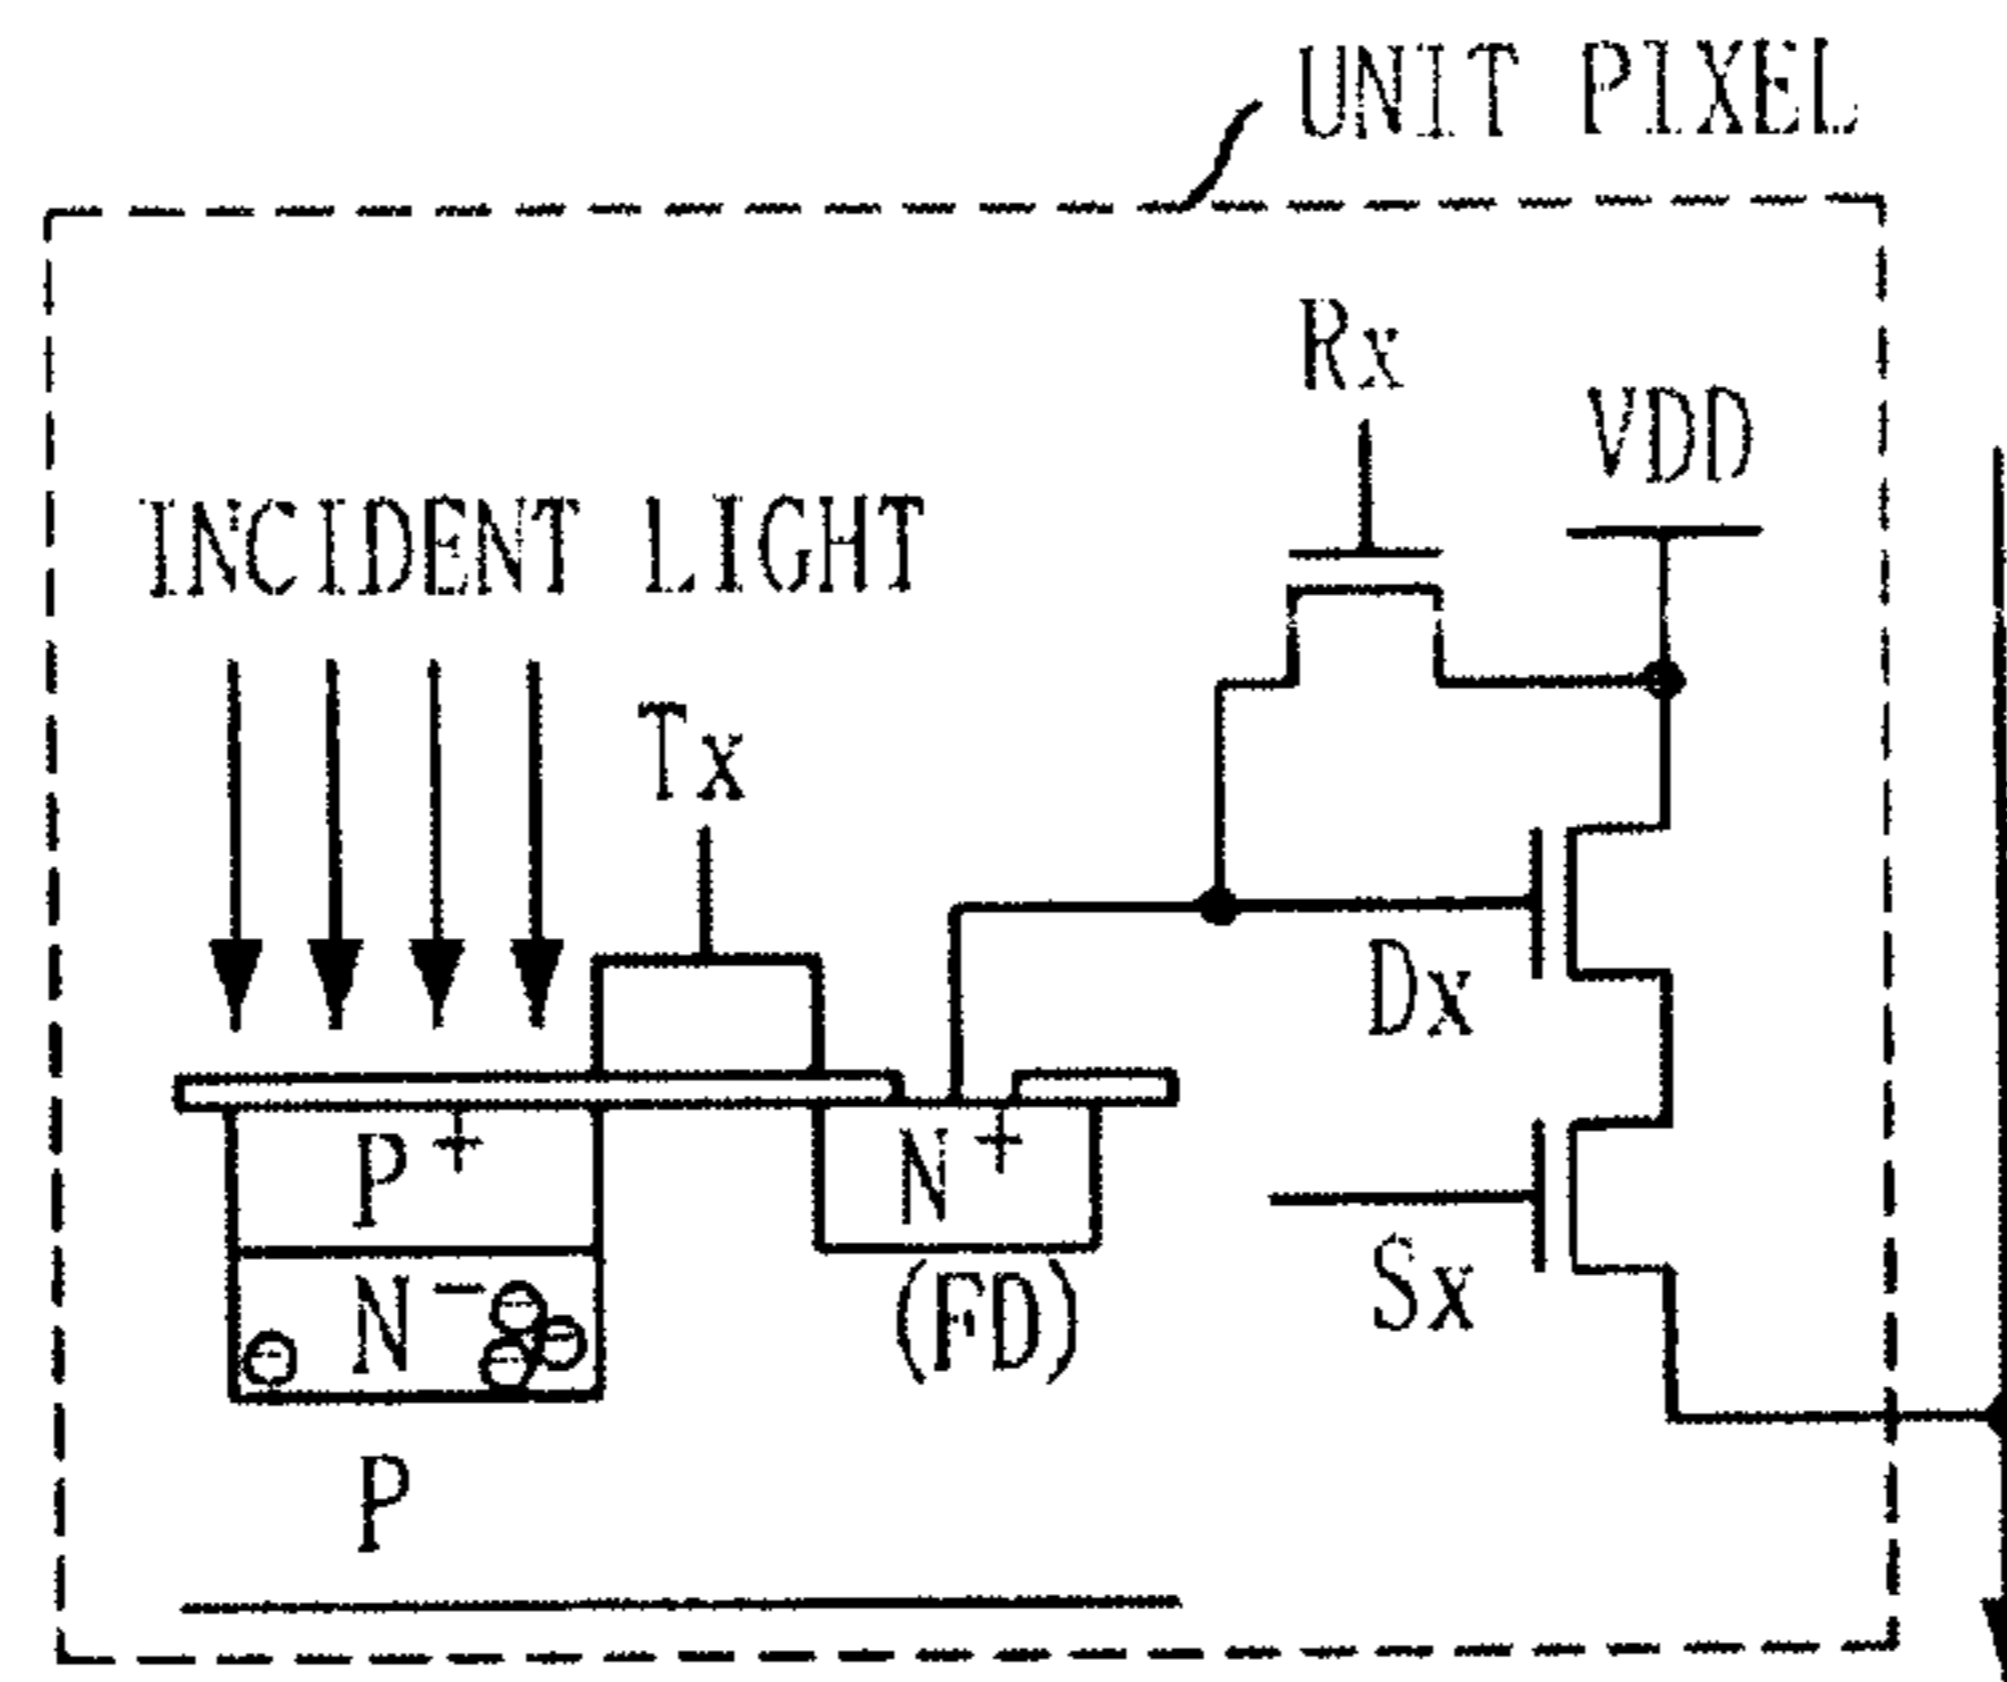 UNIT PIXEL
Rx
VDD
INCIDENT LIGHT
Tx
Dx
P+
N+
Sx
N-
(FD)
P